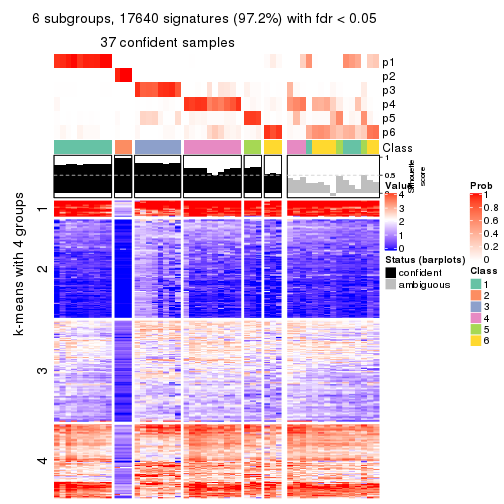 6 subgroups, 17640 signatures (97.2%) with fdr < 0.05
37 confident samples
p1
p2
p3
p4
p5
p6
Class
1
0.5
0
Silhouette
score
k-means with 4 groups
1
2
3
4
Value
4
3
2
1
0
Status (barplots)
confident
ambiguous
Prob
1
0.8
0.6
0.4
0.2
0
Class
1
2
3
4
5
6